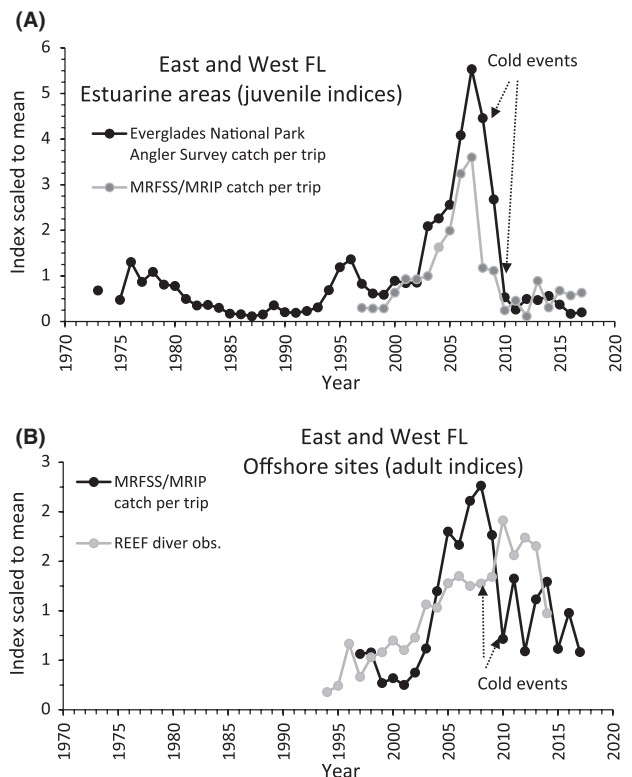 (A)
East and West FL
Estuarine areas (juvenile indices)
Cold events
Everglades National Park
Angler Survey catch per trip
MRFSS/MRIP catch per trip
Index scaled to mean
6
5
4
3
2
1
0
1970
1975
1980
1985
1990
1995
2000
2005
2010
2015
2020
Year
(B)
East and West FL
Offshore sites (adult indices)
MRFSS/MRIP
catch per trip
REEF diver obs.
Cold events
Index scaled to mean
3
2
2
1
1
0
1970
1975
1980
1985
1990
1995
2000
2005
2010
2015
2020
Year